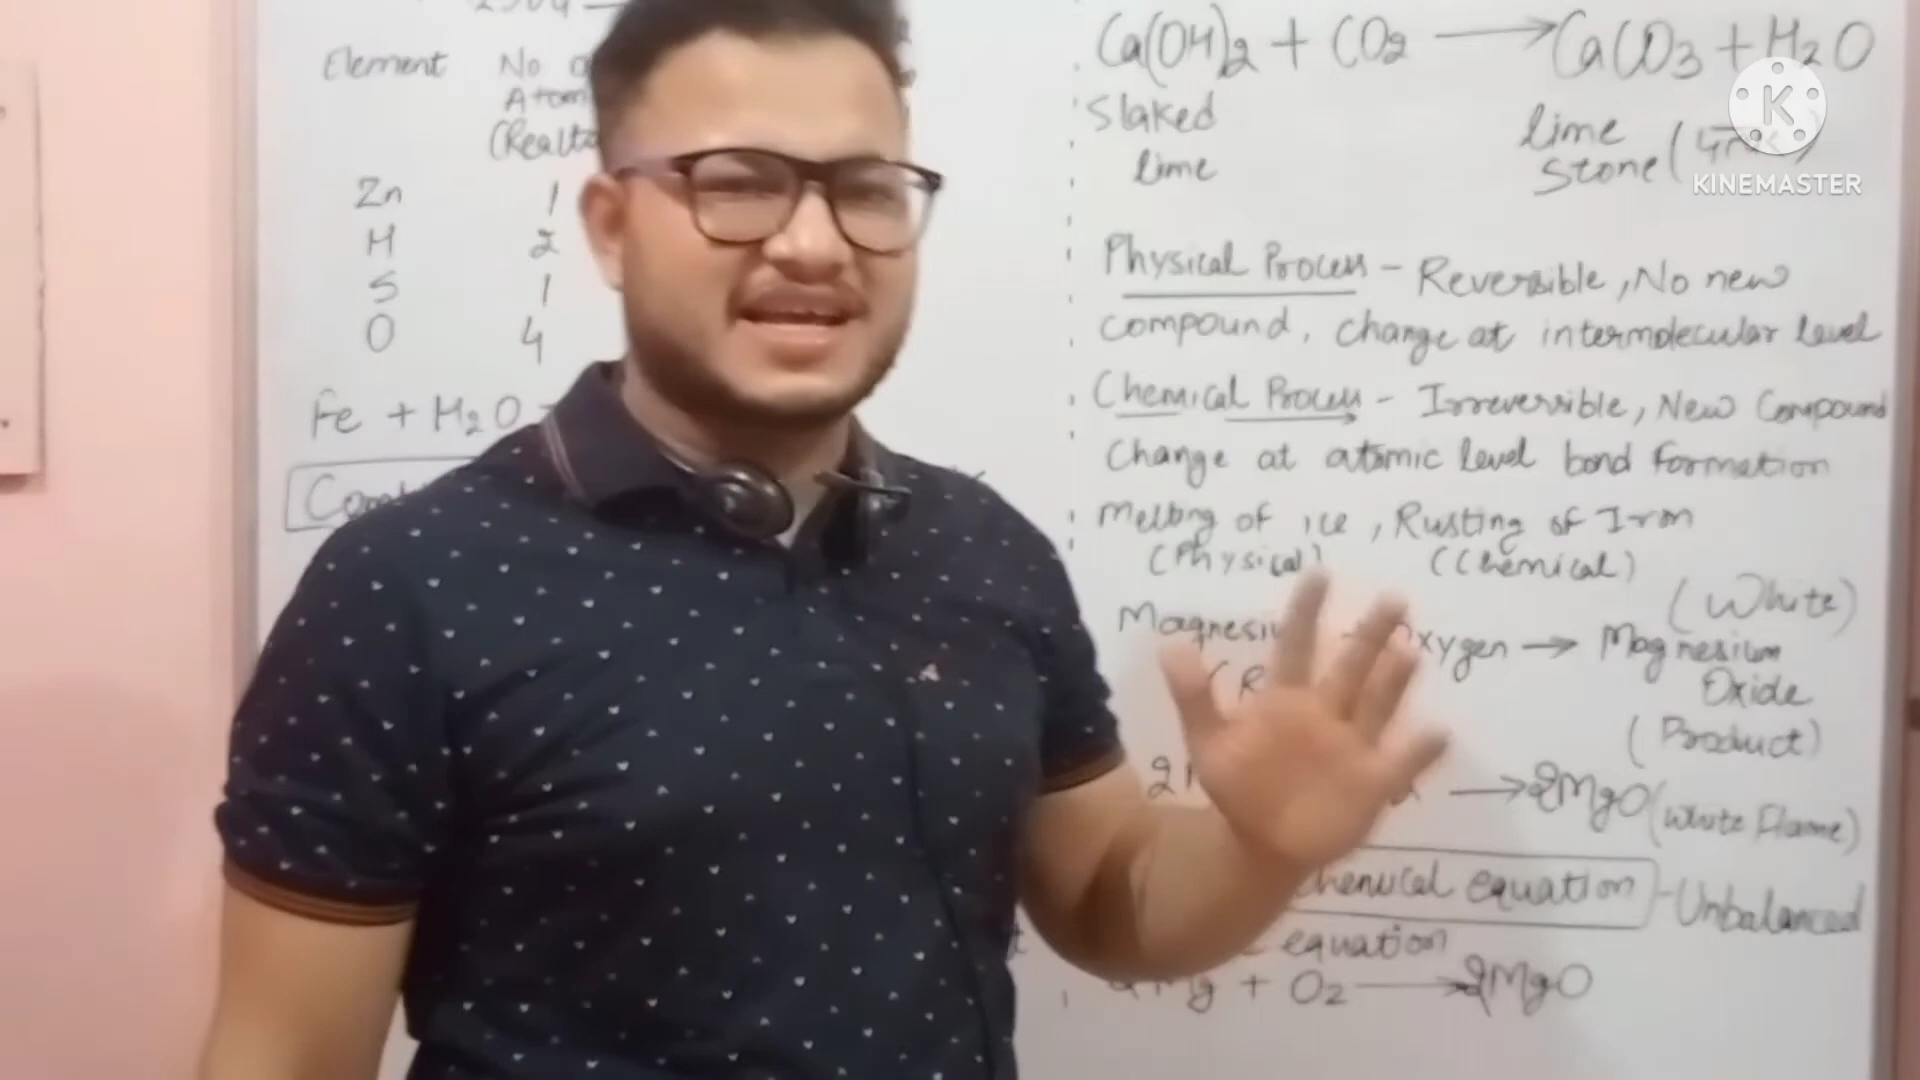 Element No
Atom
Zn 1
H 2
S 1
O 4
Fe + H2O
Ca(OH)2 + CO2 → CaCO3 + H2O
Slaked
lime
lime
stone
K
KINEMASTER
Physical Process - Reversible, No new
compound, Change at intermolecular level
Chemical Process - Irreversible, New Compound
Change at atomic level bond formation
Melting of ice, Rusting of Iron
(Physical) (Chemical)
(White)
→ Magnesium
Oxide
(Product)
→ 2MgO (White Flame)
equation - Unbalanced
equation
+ O2 → 2MgO